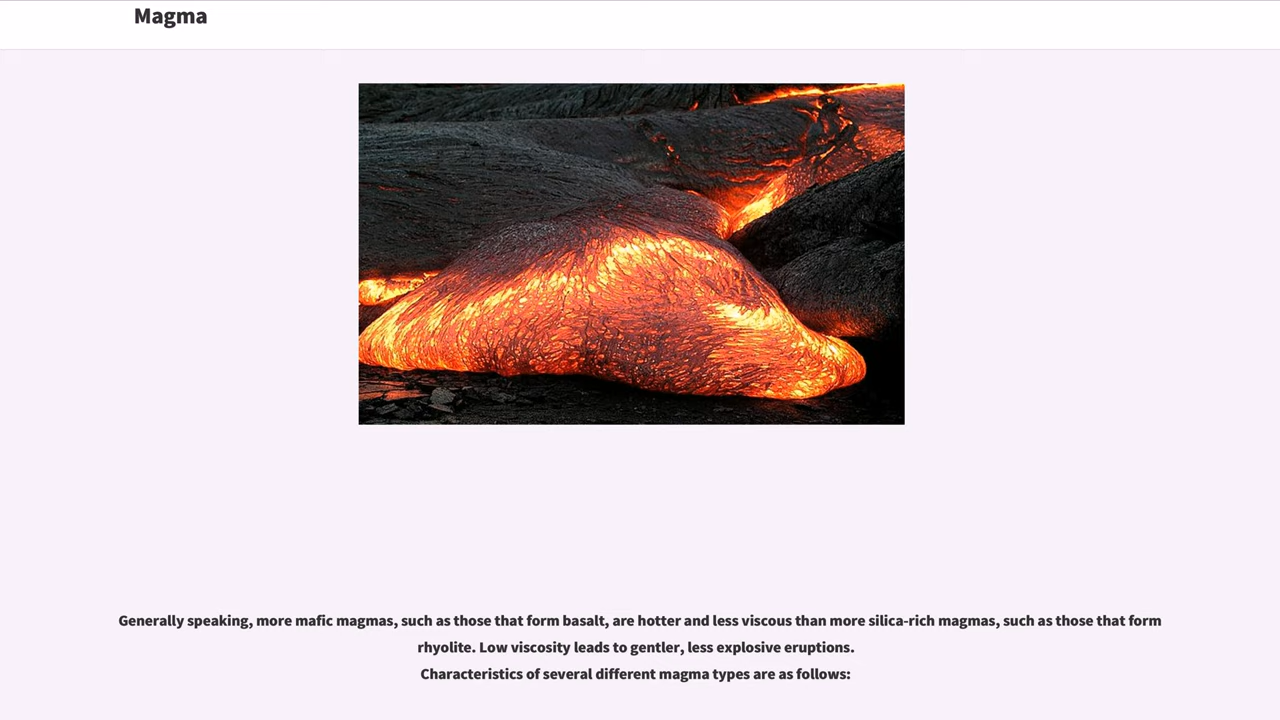 Magma
Generally speaking, more mafic magmas, such as those that form basalt, are hotter and less viscous than more silica-rich magmas, such as those that form
rhyolite. Low viscosity leads to gentler, less explosive eruptions.
Characteristics of several different magma types are as follows: